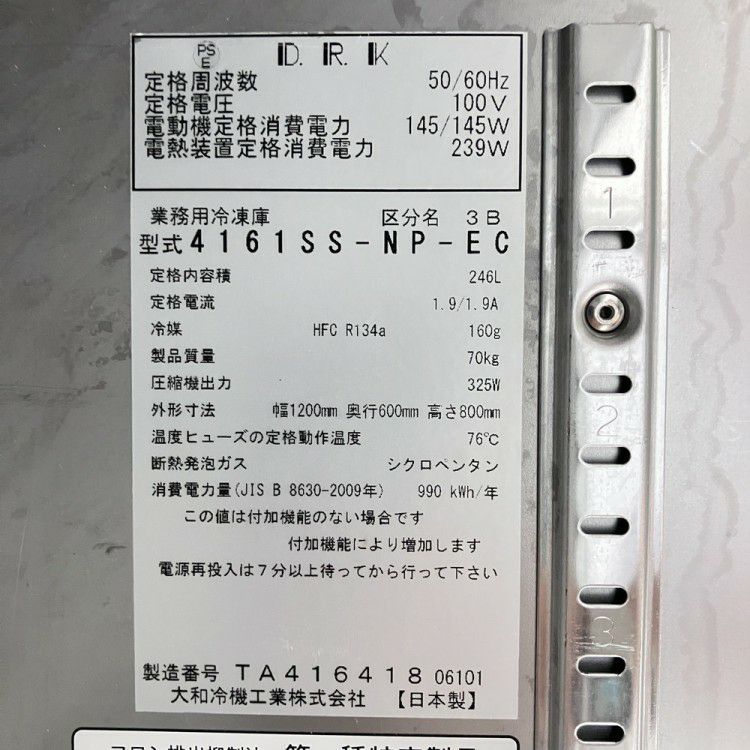 PS
E
D.R.K
定格周波数 50/60Hz
定格電圧 100V
電動機定格消費電力 145/145W
電熱装置定格消費電力 239W
業務用冷凍庫 区分名 3B
型式 4161SS-NP-EC
定格内容積 246L
定格電流 1.9/1.9A
冷媒 HFC R134a 160g
製品質量 70kg
圧縮機出力 325W
外形寸法 幅1200mm 奥行600mm 高さ800mm
温度ヒューズの定格動作温度 76℃
断熱発泡ガス シクロペンタン
消費電力量(JIS B 8630-2009年) 990 kWh/年
この値は付加機能のない場合です
付加機能により増加します
電源再投入は7分以上待ってから行って下さい
製造番号 TA416418 06101
大和冷機工業株式会社 【日本製】
1
2
3